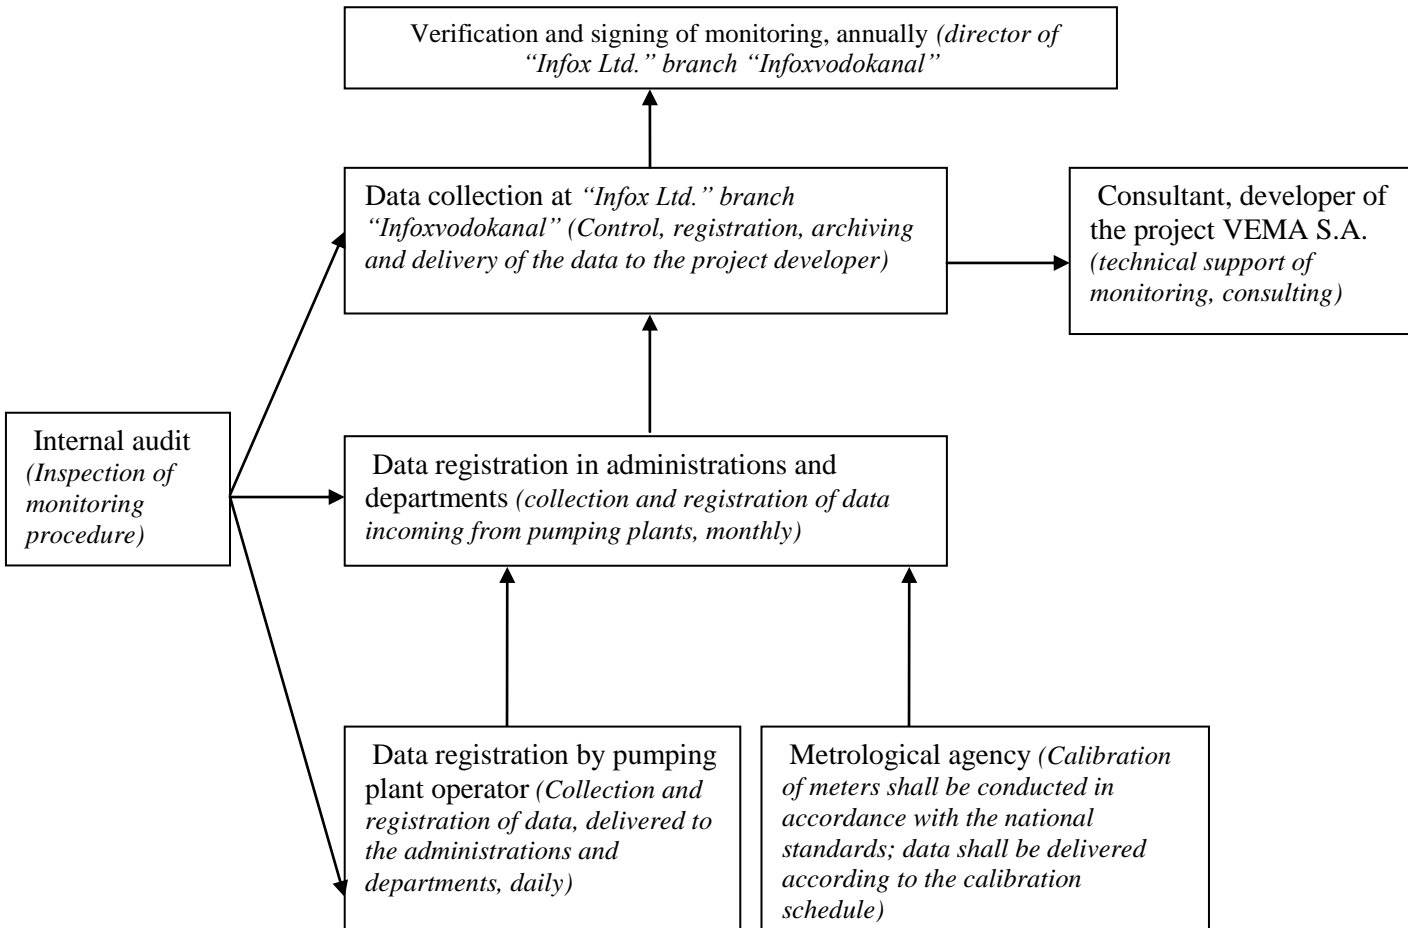 Verification and signing of monitoring, annually (director of
“Infox Ltd.” branch “Infoxvodokanal”
Data collection at “Infox Ltd.” branch
“Infoxvodokanal” (Control, registration, archiving
and delivery of the data to the project developer)
Consultant, developer of
the project VEMA S.A.
(technical support of
monitoring, consulting)
Internal audit
(Inspection of
monitoring
procedure)
Data registration in administrations and
departments (collection and registration of data
incoming from pumping plants, monthly)
Data registration by pumping
plant operator (Collection and
registration of data, delivered to
the administrations and
departments, daily)
Metrological agency (Calibration
of meters shall be conducted in
accordance with the national
standards; data shall be delivered
according to the calibration
schedule)